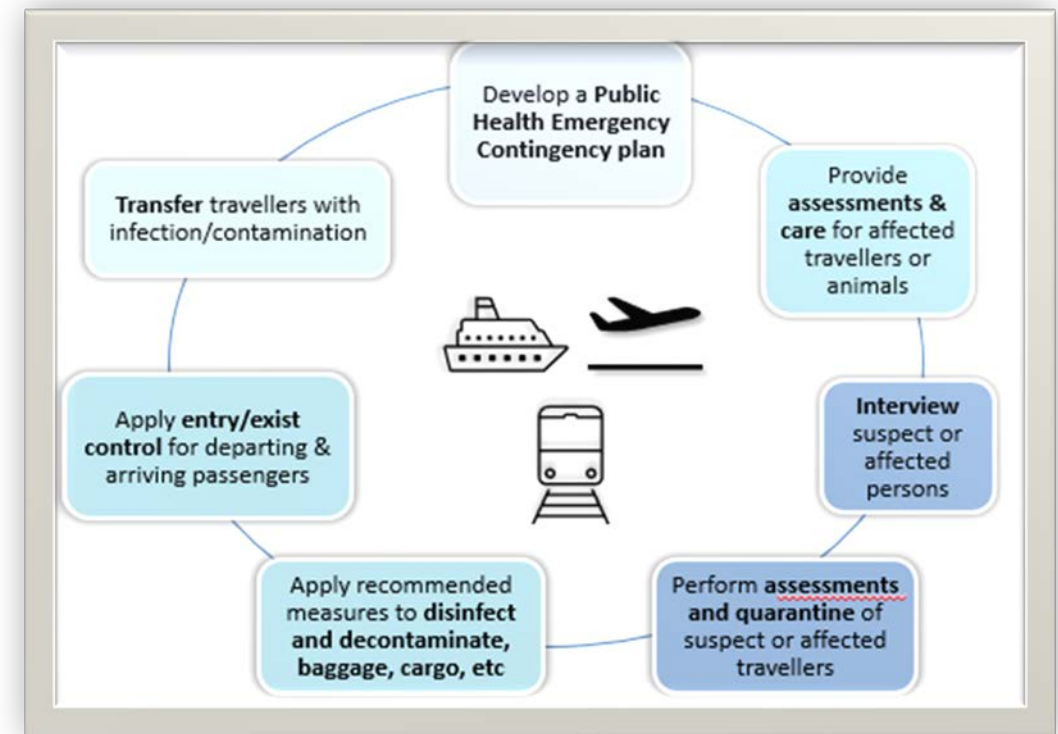 Develop a Public
Health Emergency
Contingency plan
Provide
assessments &
care for affected
travellers or
animals
Interview
suspect or
affected
persons
Perform assessments
and quarantine of
suspect or affected
travellers
Apply recommended
measures to disinfect
and decontaminate,
baggage, cargo, etc
Apply entry/exist
control for departing &
arriving passengers
Transfer travellers with
infection/contamination